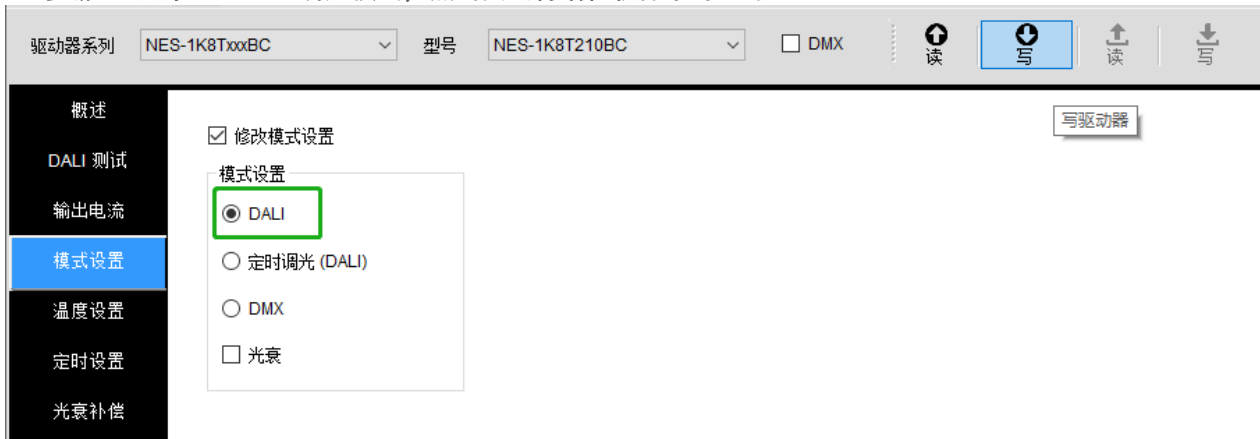 驱动器系列 NES-1K8TxxxBC 型号 NES-1K8T210BC DMX 读 写 读 写
写驱动器
概述
DALI 测试
输出电流
模式设置
温度设置
定时设置
光衰补偿
修改模式设置
模式设置
DALI
定时调光 (DALI)
DMX
光衰